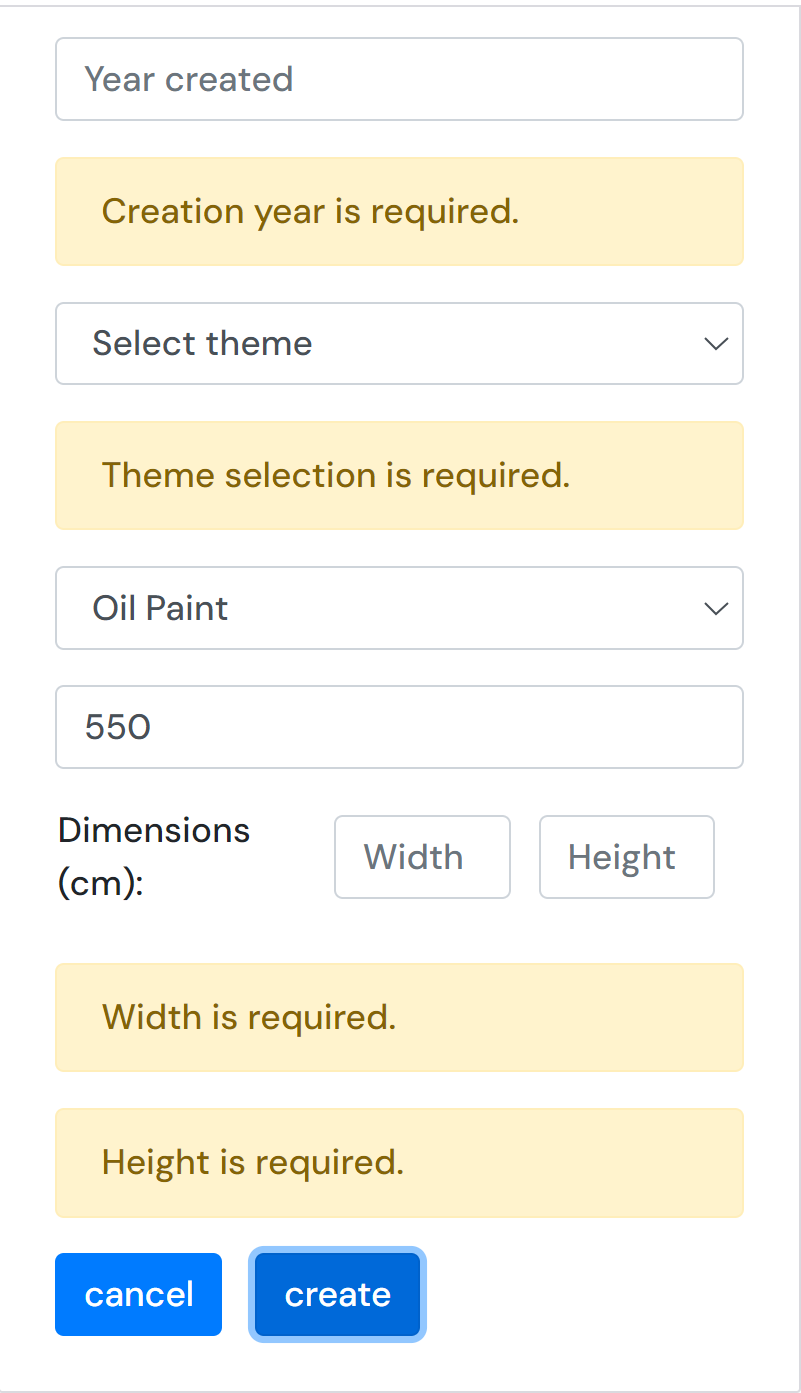 Year created
Creation year is required.
Select theme
Theme selection is required.
Oil Paint
550
Dimensions
(cm):
Width
Height
Width is required.
Height is required.
cancel
create